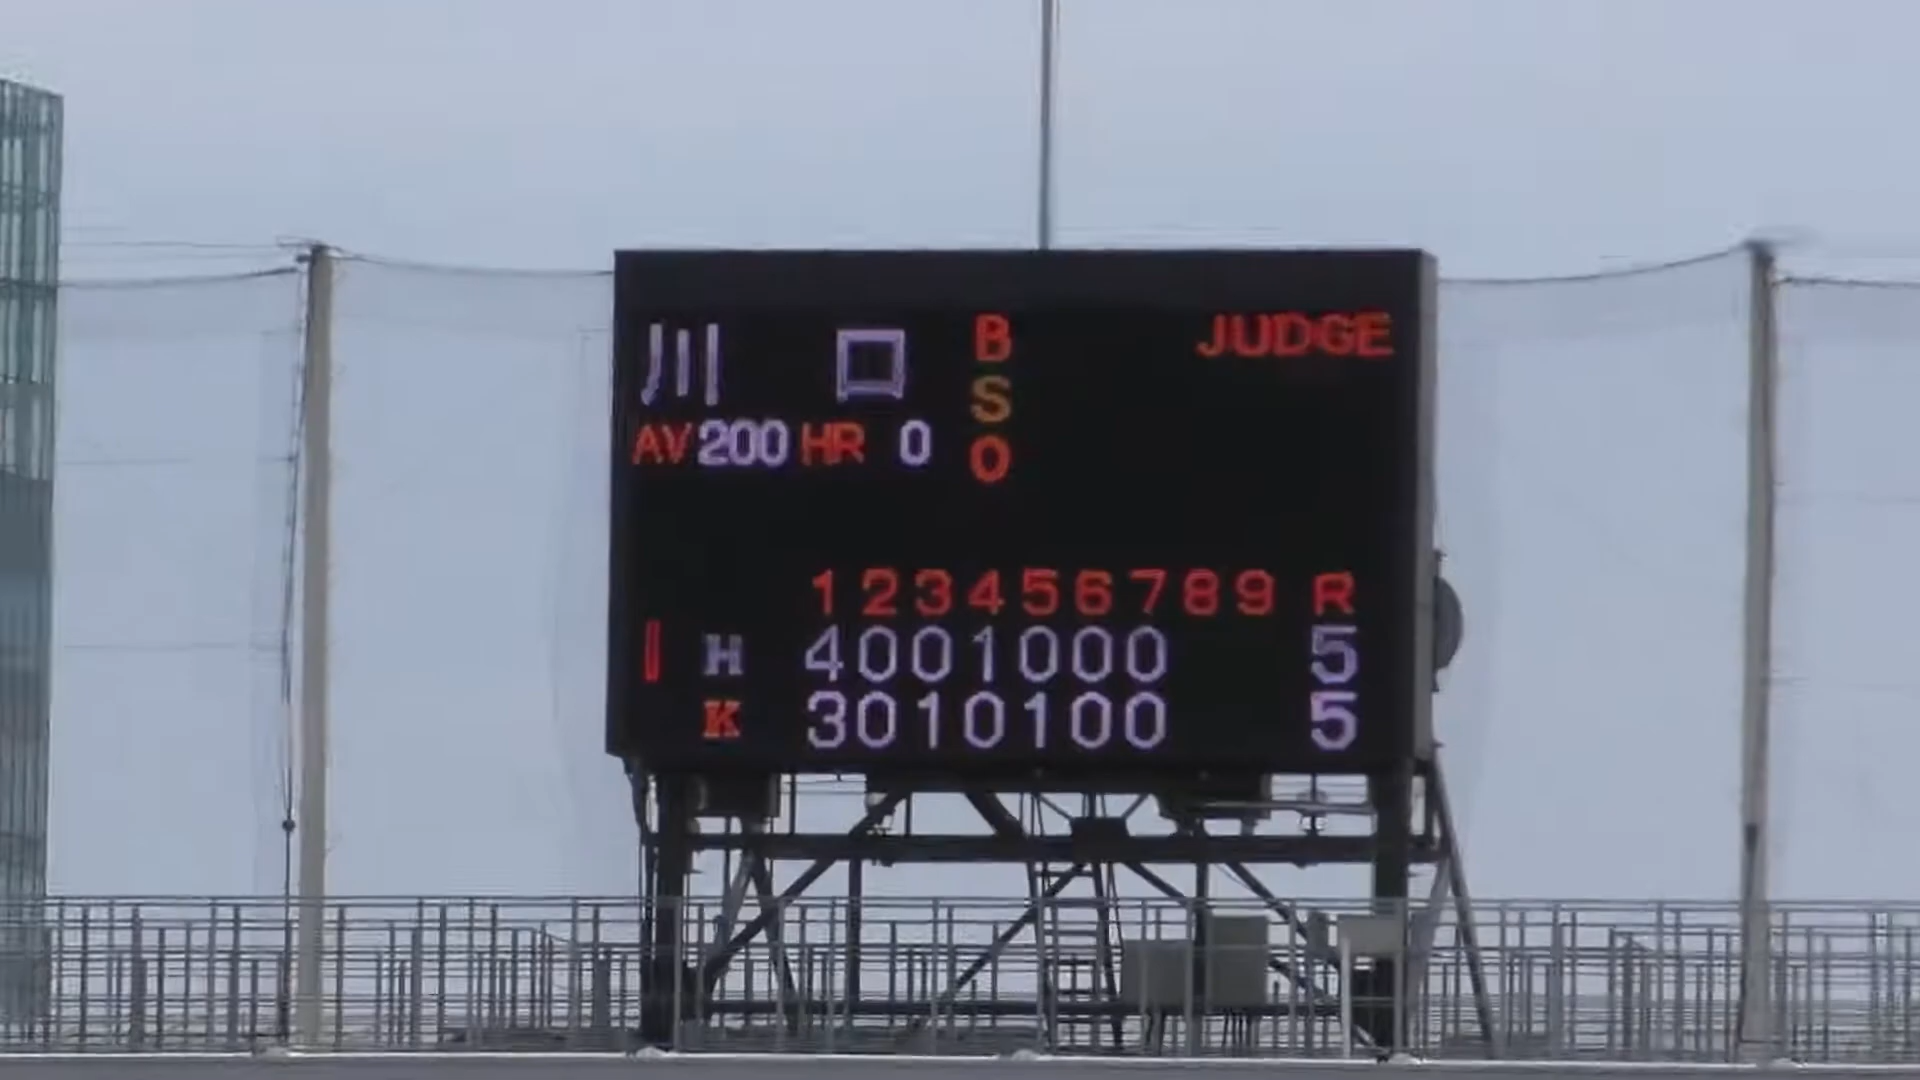 川 口
AV 200 HR 0
B
S
O
JUDGE
1 2 3 4 5 6 7 8 9 R
H 4 0 0 1 0 0 0 5
K 3 0 1 0 1 0 0 5